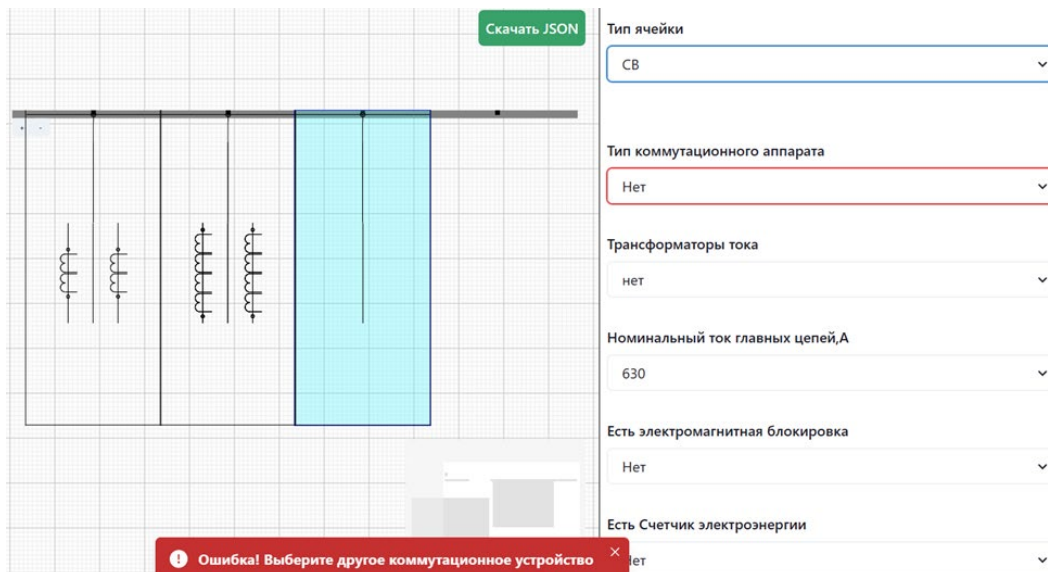 Скачать JSON
Тип ячейки
СВ
Тип коммутационного аппарата
Нет
Трансформаторы тока
нет
Номинальный ток главных цепей,А
630
Есть электромагнитная блокировка
Нет
Есть Счетчик электроэнергии
Ошибка! Выберите другое коммутационное устройство